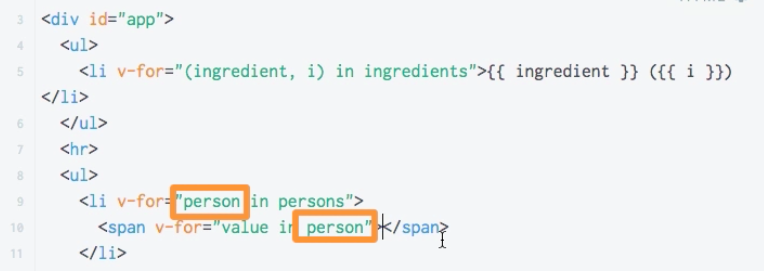 3 <div id="app">
4 <ul>
5 <li v-for="(ingredient, i) in ingredients">{{ ingredient }} ({{ i }})
</li>
6 </ul>
7 <hr>
8 <ul>
9 <li v-for="person in persons">
10 <span v-for="value in person"></span>
11 </li>